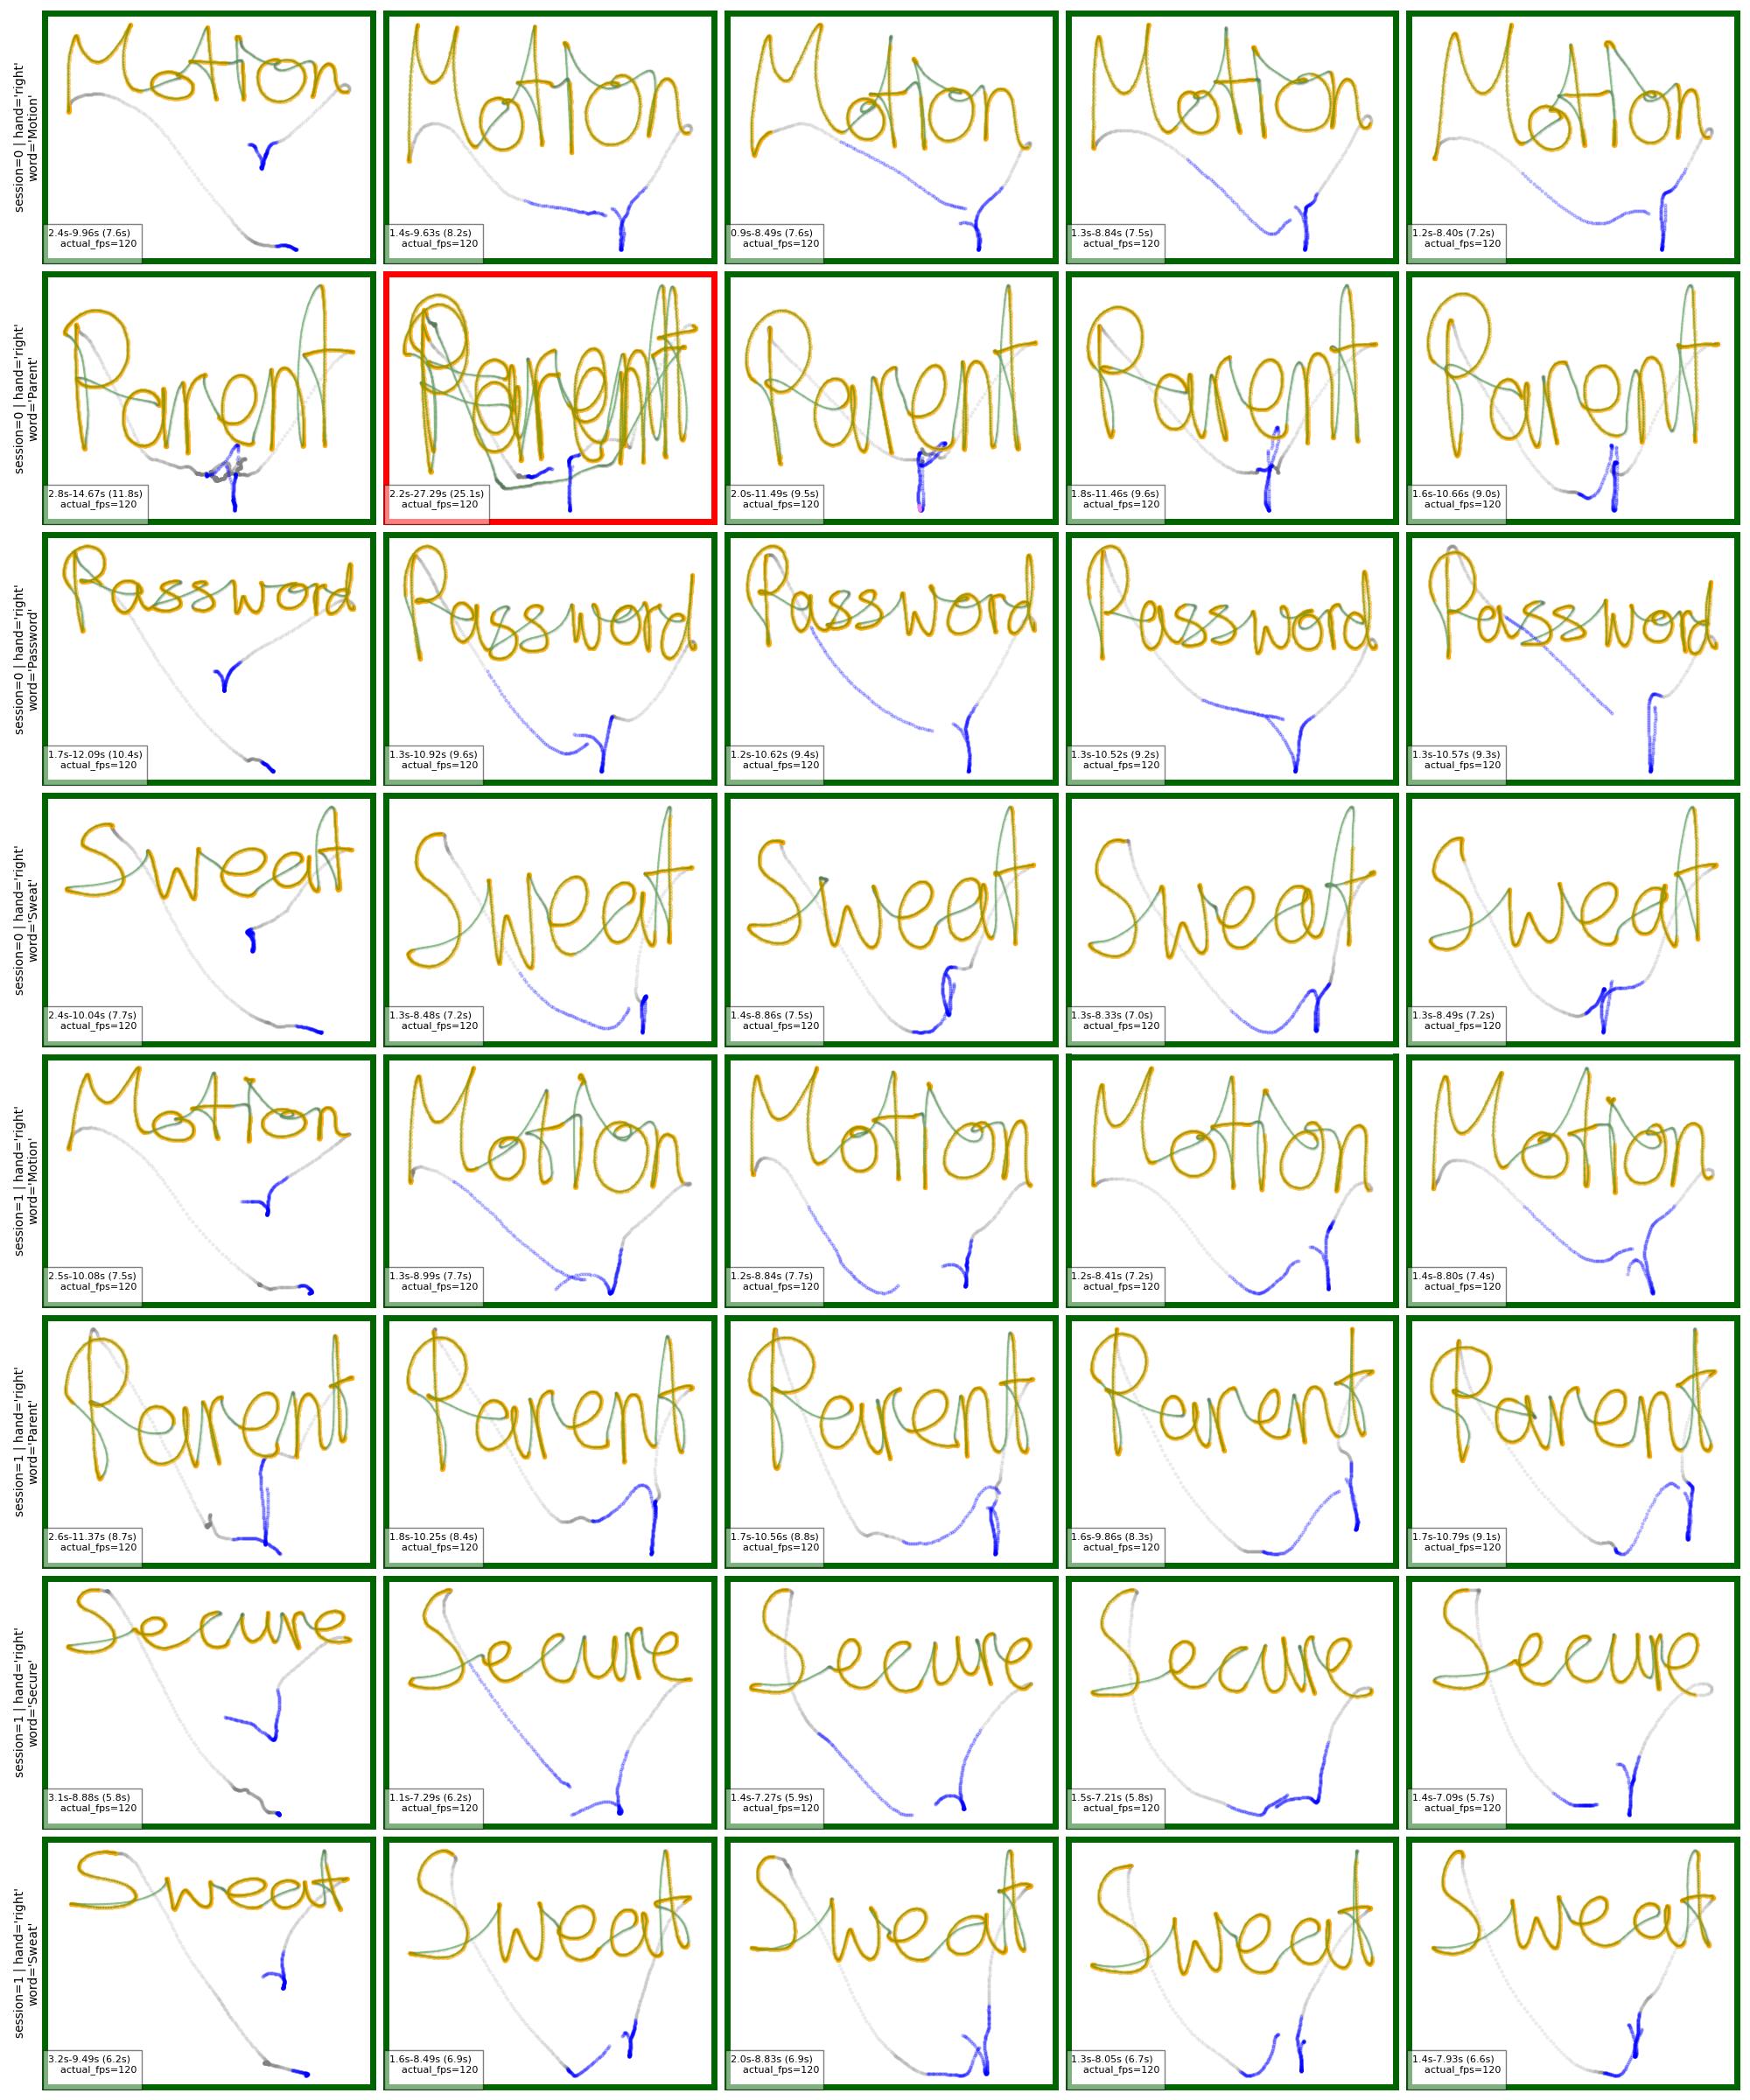 session=0 | hand='right'
word='Motion'
Motion Motion Motion Motion Motion
2.4s-9.96s (7.6s) 1.4s-9.63s (8.2s) 0.9s-8.49s (7.6s) 1.3s-8.84s (7.5s) 1.2s-8.40s (7.2s)
actual_fps=120 actual_fps=120 actual_fps=120 actual_fps=120 actual_fps=120
session=0 | hand='right'
word='Parent'
Parent Parent Parent Parent Parent
2.8s-14.67s (11.8s) 2.2s-27.29s (25.1s) 2.0s-11.49s (9.5s) 1.8s-11.46s (9.6s) 1.6s-10.66s (9.0s)
actual_fps=120 actual_fps=120 actual_fps=120 actual_fps=120 actual_fps=120
session=0 | hand='right'
word='Password'
Password Password Password Password Password
1.7s-12.09s (10.4s) 1.3s-10.92s (9.6s) 1.2s-10.62s (9.4s) 1.3s-10.52s (9.2s) 1.3s-10.57s (9.3s)
actual_fps=120 actual_fps=120 actual_fps=120 actual_fps=120 actual_fps=120
session=0 | hand='right'
word='Sweat'
Sweat Sweat Sweat Sweat Sweat
2.4s-10.04s (7.7s) 1.3s-8.48s (7.2s) 1.4s-8.86s (7.5s) 1.3s-8.33s (7.0s) 1.3s-8.49s (7.2s)
actual_fps=120 actual_fps=120 actual_fps=120 actual_fps=120 actual_fps=120
session=1 | hand='right'
word='Motion'
Motion Motion Motion Motion Motion
2.5s-10.08s (7.5s) 1.3s-8.99s (7.7s) 1.2s-8.84s (7.7s) 1.2s-8.41s (7.2s) 1.4s-8.80s (7.4s)
actual_fps=120 actual_fps=120 actual_fps=120 actual_fps=120 actual_fps=120
session=1 | hand='right'
word='Parent'
Parent Parent Parent Parent Parent
2.6s-11.37s (8.7s) 1.8s-10.25s (8.4s) 1.7s-10.56s (8.8s) 1.6s-9.86s (8.3s) 1.7s-10.79s (9.1s)
actual_fps=120 actual_fps=120 actual_fps=120 actual_fps=120 actual_fps=120
session=1 | hand='right'
word='Secure'
Secure Secure Secure Secure Secure
3.1s-8.88s (5.8s) 1.1s-7.29s (6.2s) 1.4s-7.27s (5.9s) 1.5s-7.21s (5.8s) 1.4s-7.09s (5.7s)
actual_fps=120 actual_fps=120 actual_fps=120 actual_fps=120 actual_fps=120
session=1 | hand='right'
word='Sweat'
Sweat Sweat Sweat Sweat Sweat
3.2s-9.49s (6.2s) 1.6s-8.49s (6.9s) 2.0s-8.83s (6.9s) 1.3s-8.05s (6.7s) 1.4s-7.93s (6.6s)
actual_fps=120 actual_fps=120 actual_fps=120 actual_fps=120 actual_fps=120